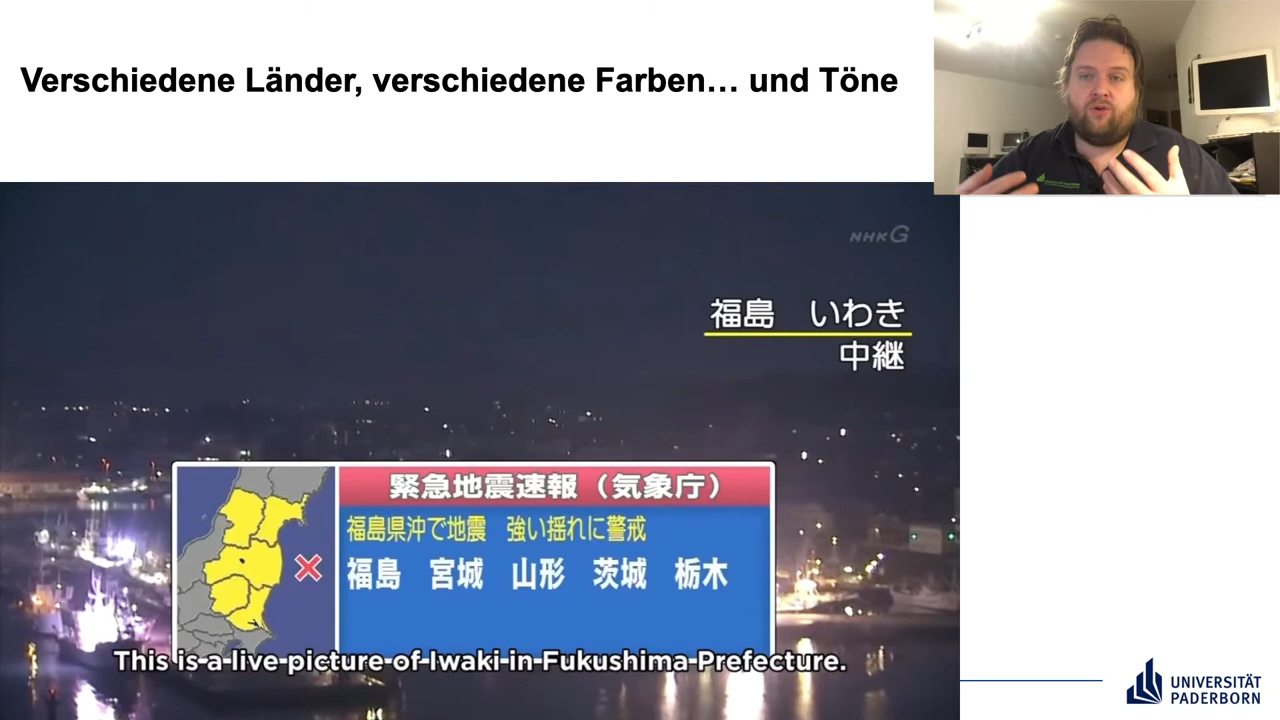 Verschiedene Länder, verschiedene Farben… und Töne
NHK G
福島 いわき
中継
緊急地震速報（気象庁）
福島県沖で地震 強い揺れに警戒
福島 宮城 山形 茨城 栃木
This is a live picture of Iwaki in Fukushima Prefecture.
UNIVERSITÄT
PADERBORN